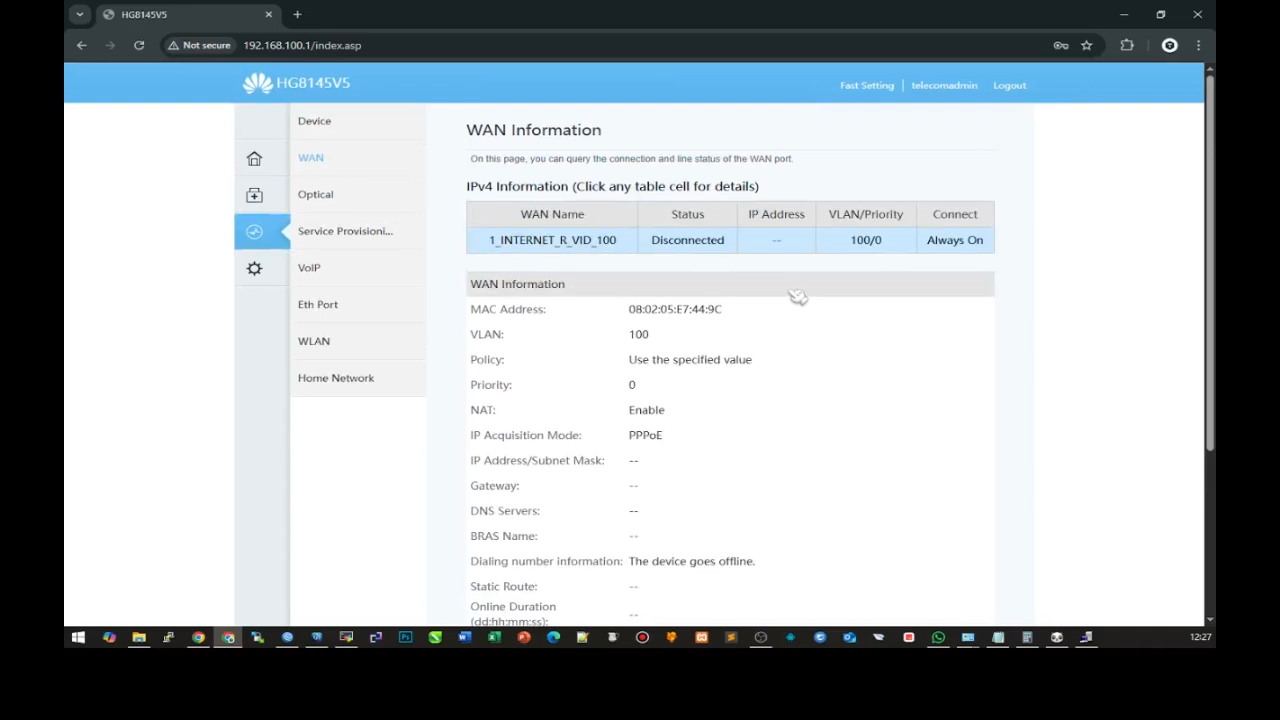 HG8145V5
Not secure 192.168.100.1/index.asp
HG8145V5
Fast Setting | telecomadmin Logout
Device
WAN
Optical
Service Provisioni...
VoIP
Eth Port
WLAN
Home Network
WAN Information
On this page, you can query the connection and line status of the WAN port.
IPv4 Information (Click any table cell for details)
WAN Name Status IP Address VLAN/Priority Connect
1_INTERNET_R_VID_100 Disconnected -- 100/0 Always On
WAN Information
MAC Address: 08:02:05:E7:44:9C
VLAN: 100
Policy: Use the specified value
Priority: 0
NAT: Enable
IP Acquisition Mode: PPPoE
IP Address/Subnet Mask: --
Gateway: --
DNS Servers: --
BRAS Name: --
Dialing number information: The device goes offline.
Static Route: --
Online Duration
(dd:hh:mm:ss): --
12:27